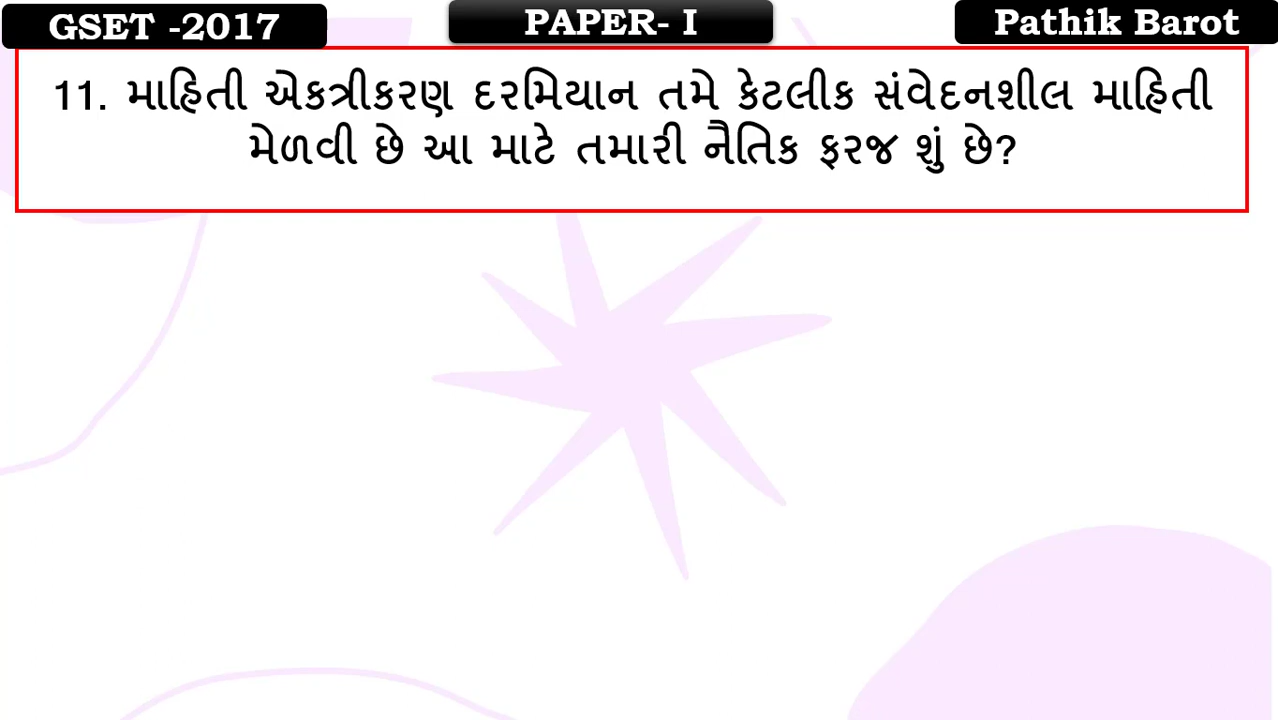 GSET -2017
PAPER- I
Pathik Barot
11. માહિતી એકત્રીકરણ દરમિયાન તમે કેટલીક સંવેદનશીલ માહિતી
મેળવી છે આ માટે તમારી નૈતિક ફરજ શું છે?